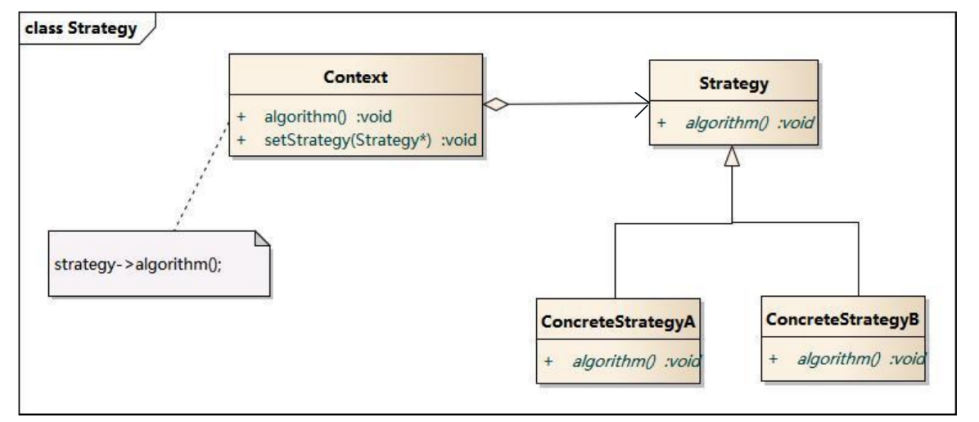 class Strategy
Context
+ algorithm() :void
+ setStrategy(Strategy*) :void
Strategy
+ algorithm() :void
strategy->algorithm();
ConcreteStrategyA
+ algorithm() :void
ConcreteStrategyB
+ algorithm() :void